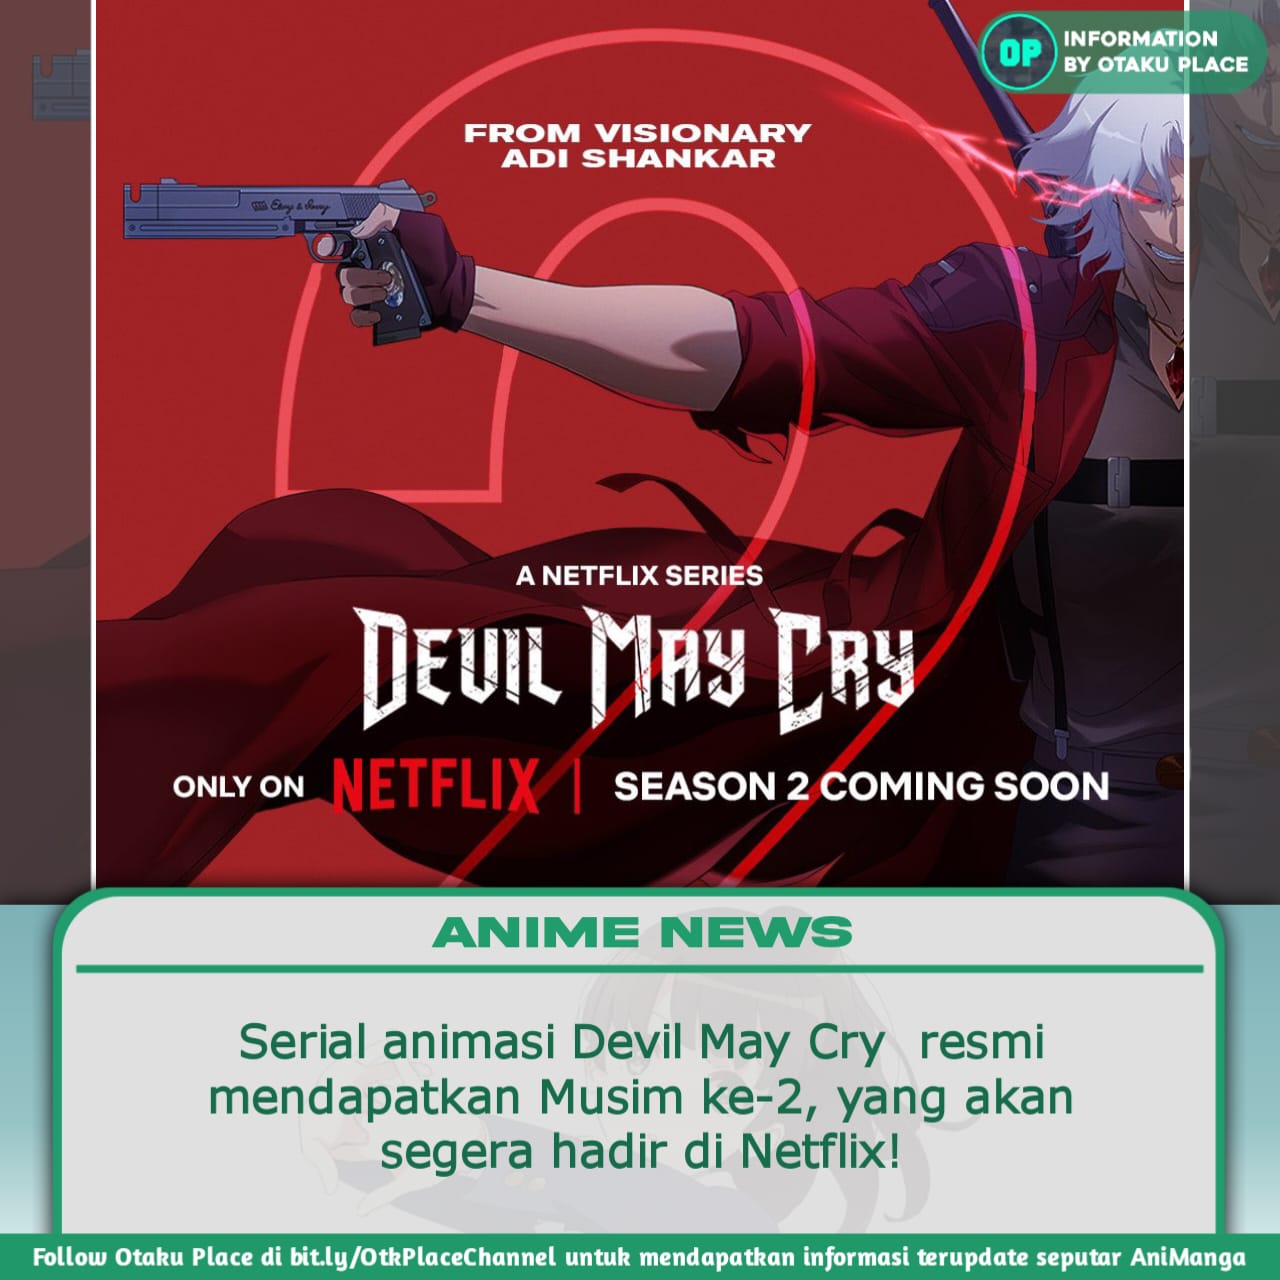 OP
INFORMATION
BY OTAKU PLACE
FROM VISIONARY
ADI SHANKAR
Ebony & Ivory
A NETFLIX SERIES
DEVIL MAY CRY
ONLY ON NETFLIX | SEASON 2 COMING SOON
ANIME NEWS
Serial animasi Devil May Cry resmi
mendapatkan Musim ke-2, yang akan
segera hadir di Netflix!
Follow Otaku Place di bit.ly/OtkPlaceChannel untuk mendapatkan informasi terupdate seputar AniManga